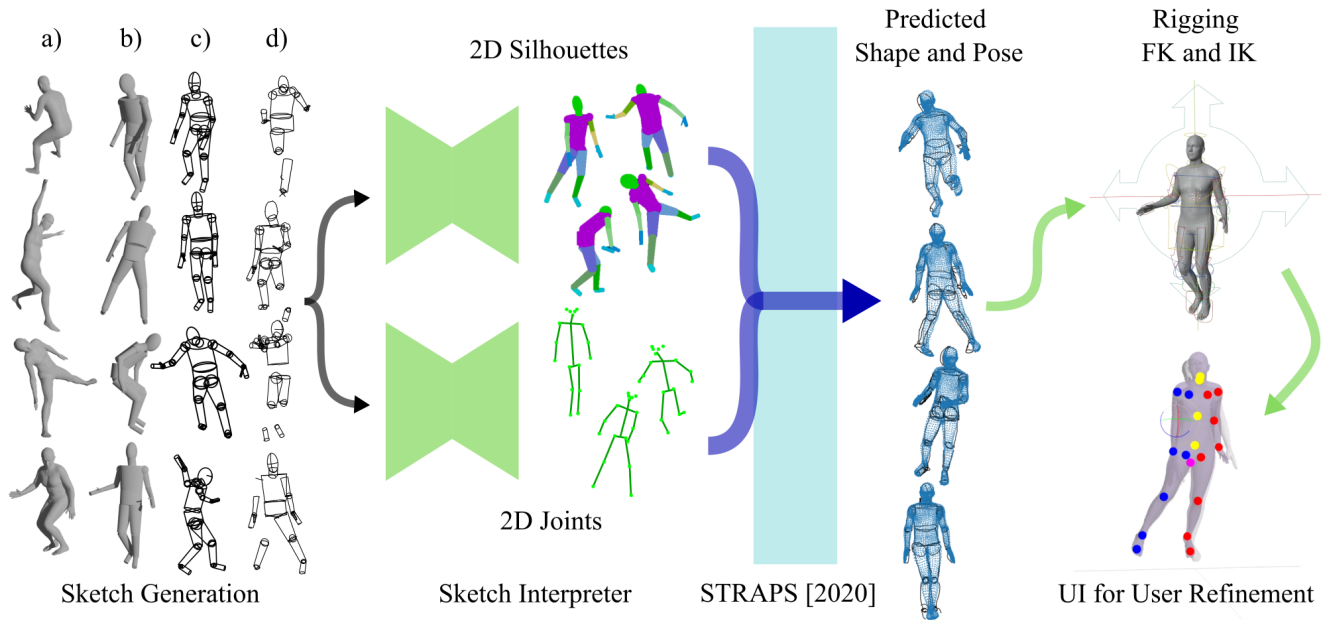 a) b) c) d)
2D Silhouettes
Predicted
Shape and Pose
Rigging
FK and IK
2D Joints
Sketch Generation
Sketch Interpreter
STRAPS [2020]
UI for User Refinement